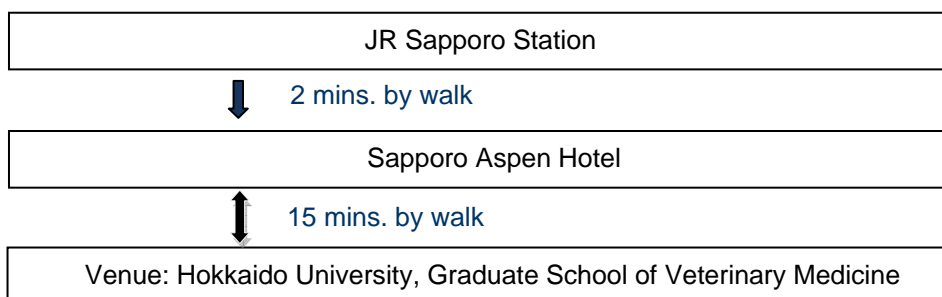 JR Sapporo Station
2 mins. by walk
Sapporo Aspen Hotel
15 mins. by walk
Venue: Hokkaido University, Graduate School of Veterinary Medicine